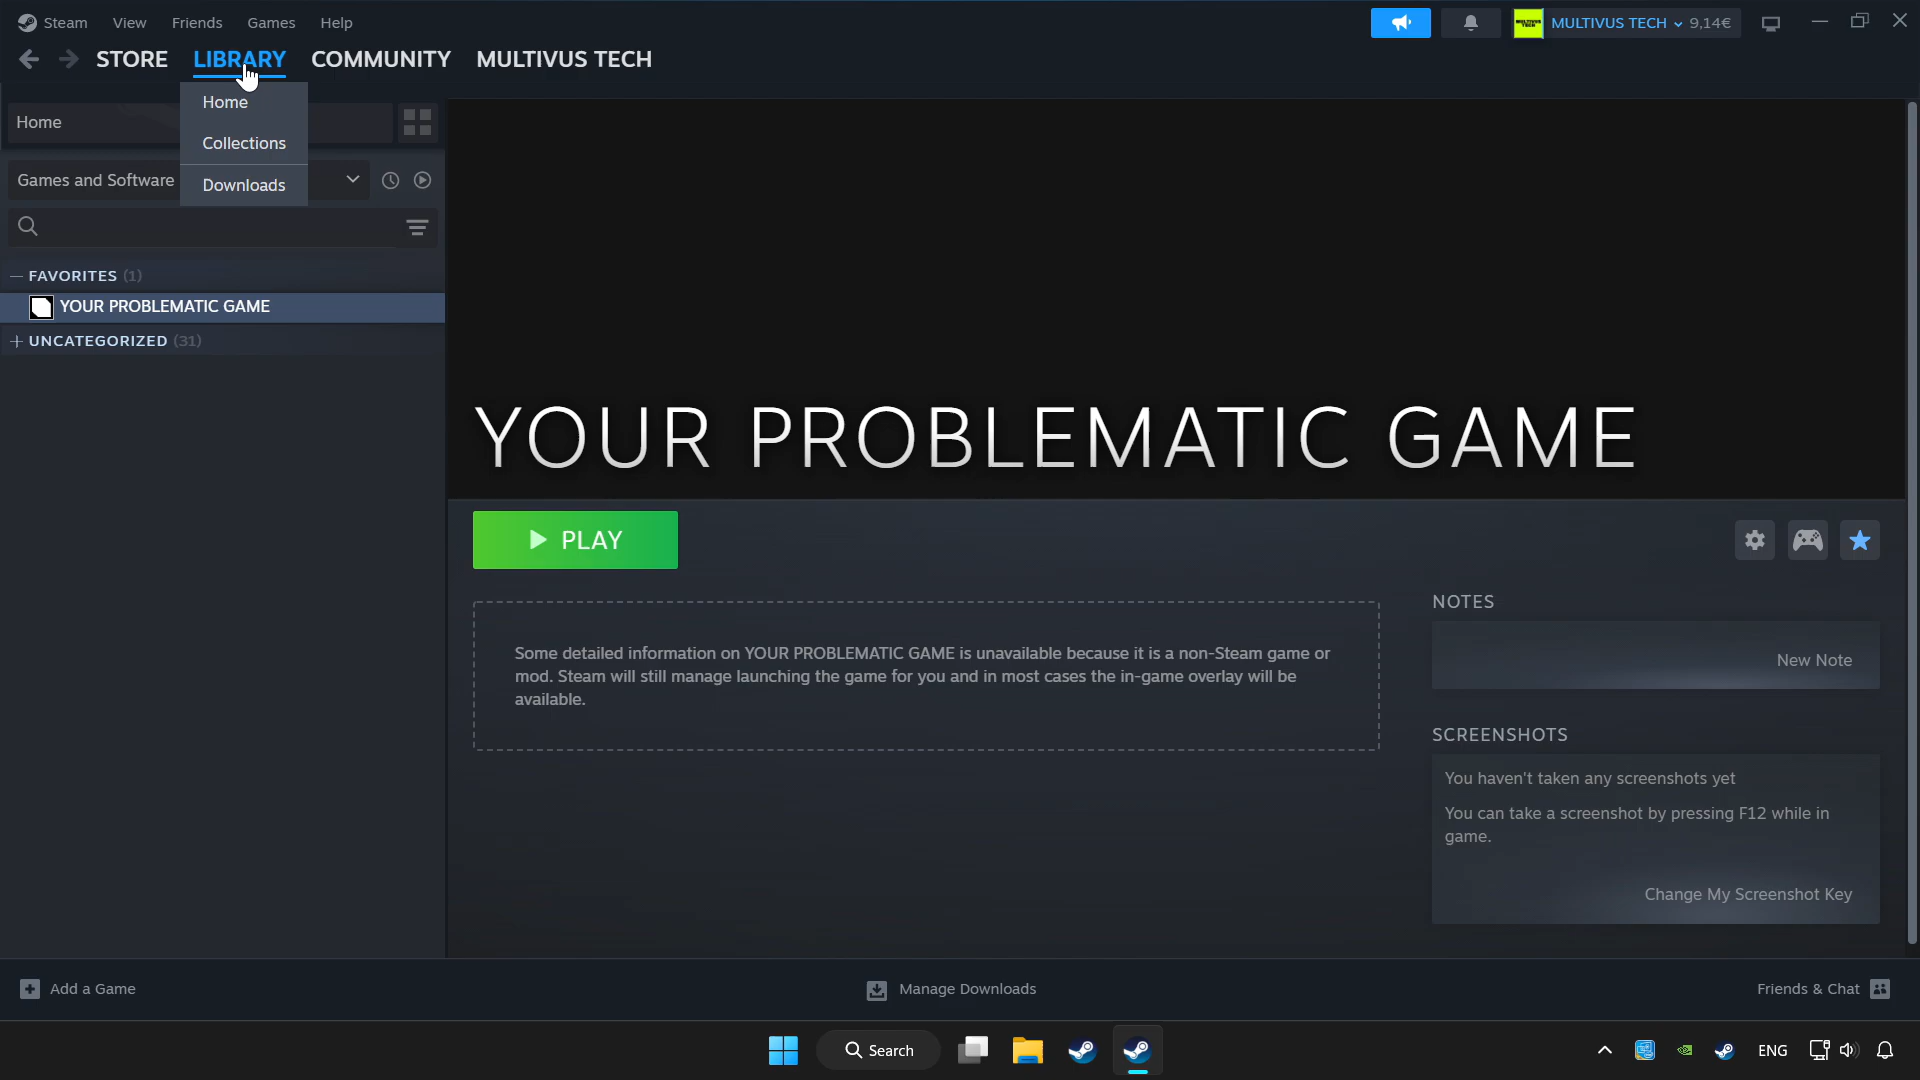 Steam View Friends Games Help
MULTIVUS TECH 9,14€
STORE LIBRARY COMMUNITY MULTIVUS TECH
Home
Collections
Downloads
Home
Games and Software
FAVORITES (1)
YOUR PROBLEMATIC GAME
UNCATEGORIZED (31)
YOUR PROBLEMATIC GAME
PLAY
Some detailed information on YOUR PROBLEMATIC GAME is unavailable because it is a non-Steam game or
mod. Steam will still manage launching the game for you and in most cases the in-game overlay will be
available.
NOTES
New Note
SCREENSHOTS
You haven't taken any screenshots yet
You can take a screenshot by pressing F12 while in
game.
Change My Screenshot Key
Add a Game
Manage Downloads
Friends & Chat
Search
ENG